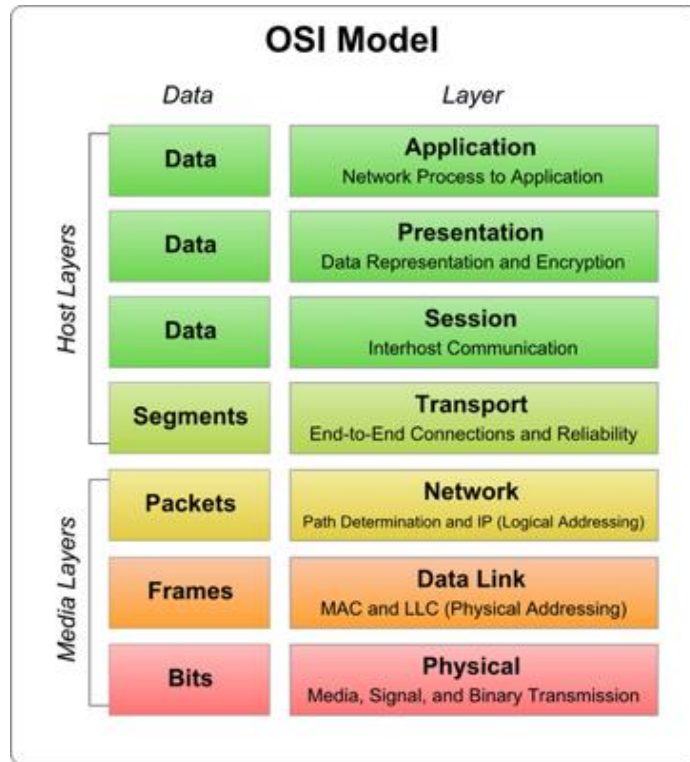 OSI Model
Data Layer
Host Layers
Data
Application
Network Process to Application
Data
Presentation
Data Representation and Encryption
Data
Session
Interhost Communication
Segments
Transport
End-to-End Connections and Reliability
Media Layers
Packets
Network
Path Determination and IP (Logical Addressing)
Frames
Data Link
MAC and LLC (Physical Addressing)
Bits
Physical
Media, Signal, and Binary Transmission